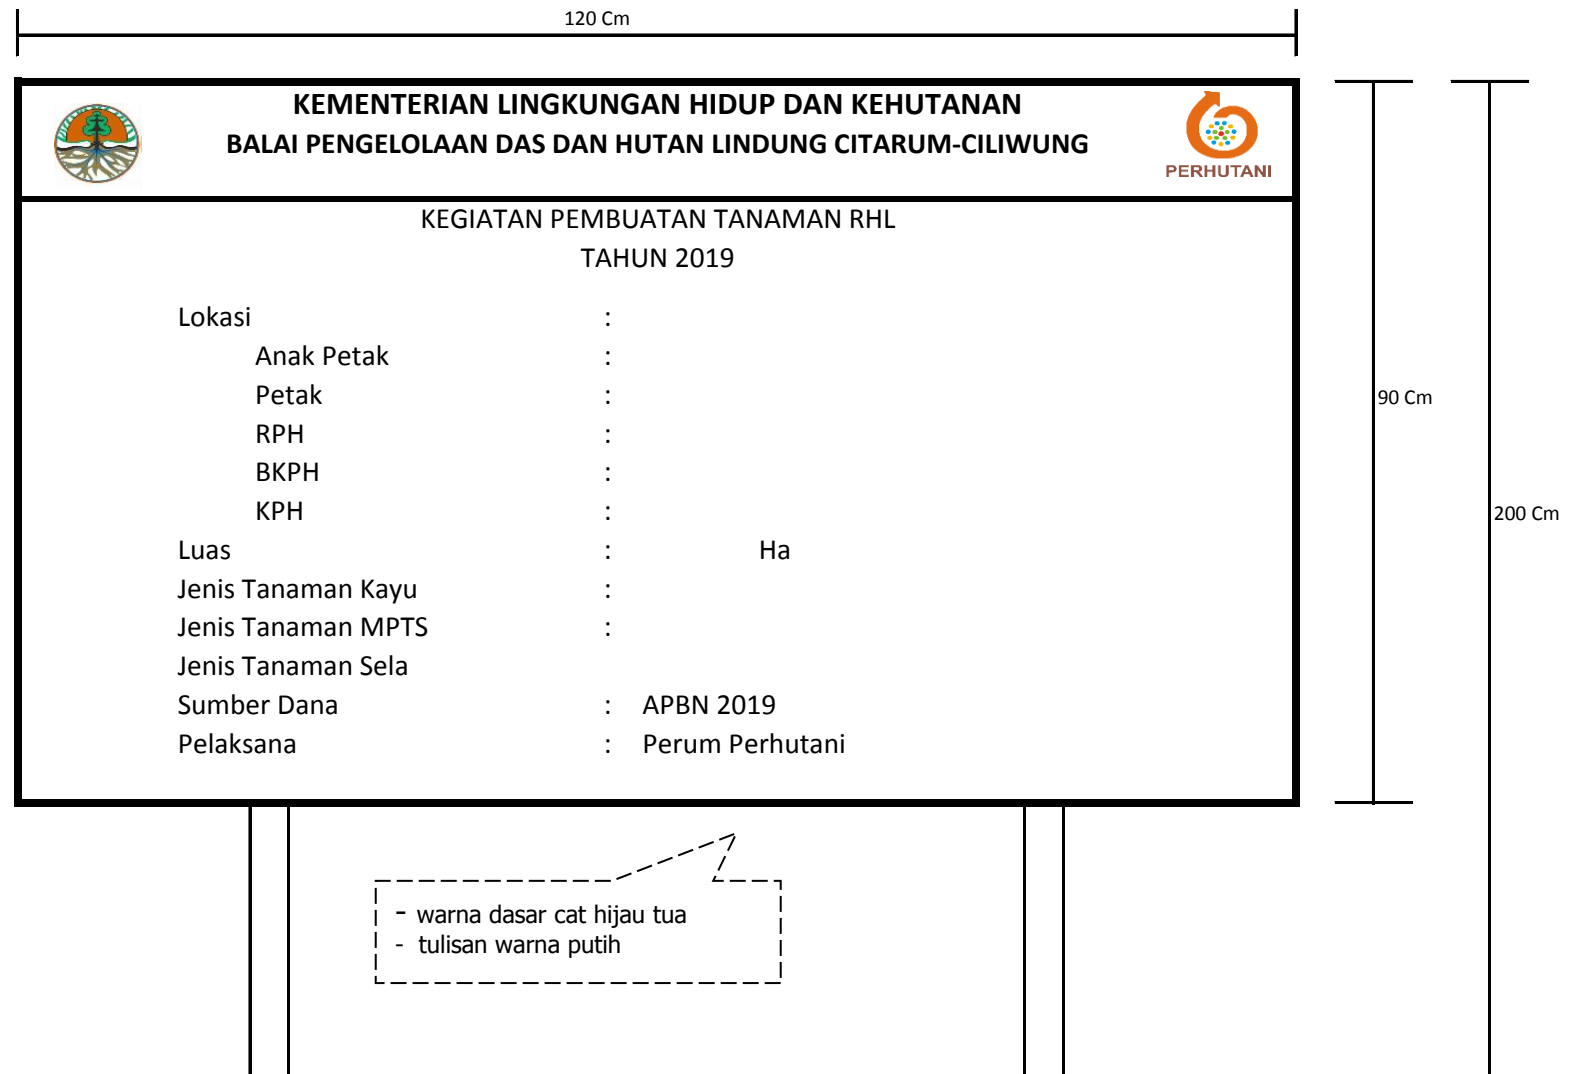 120 Cm
KEMENTERIAN LINGKUNGAN HIDUP DAN KEHUTANAN
BALAI PENGELOLAAN DAS DAN HUTAN LINDUNG CITARUM-CILIWUNG
PERHUTANI
KEGIATAN PEMBUATAN TANAMAN RHL
TAHUN 2019
Lokasi :
Anak Petak :
Petak :
RPH :
BKPH :
KPH :
Luas : Ha
Jenis Tanaman Kayu :
Jenis Tanaman MPTS :
Jenis Tanaman Sela
Sumber Dana : APBN 2019
Pelaksana : Perum Perhutani
90 Cm
200 Cm
- warna dasar cat hijau tua
- tulisan warna putih